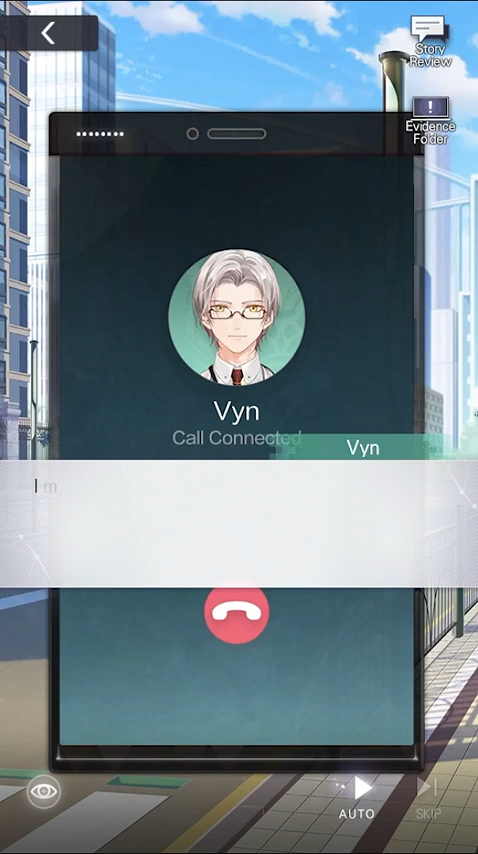 Story
Review
!
Evidence
Folder
Vyn
Call Connected
Vyn
I m
AUTO
SKIP